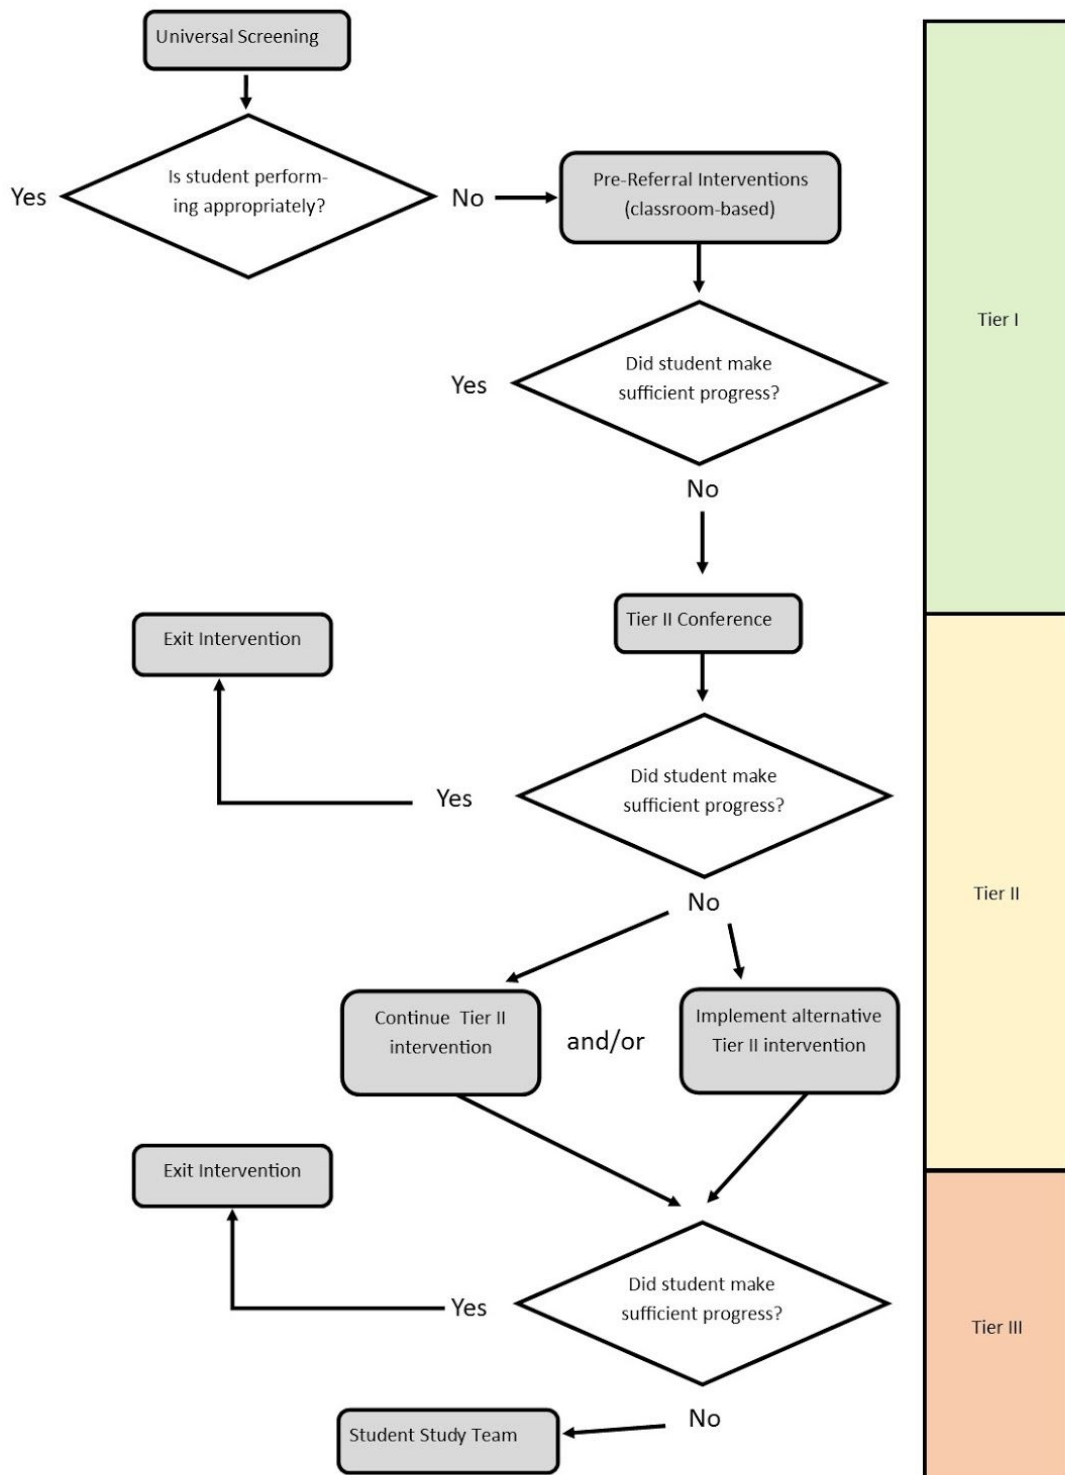 Universal Screening
Is student perform-
ing appropriately?
Yes
No
Pre-Referral Interventions
(classroom-based)
Tier I
Did student make
sufficient progress?
Yes
No
Tier II Conference
Exit Intervention
Did student make
sufficient progress?
Yes
Tier II
No
Continue Tier II
intervention
and/or
Implement alternative
Tier II intervention
Exit Intervention
Did student make
sufficient progress?
Yes
Tier III
No
Student Study Team